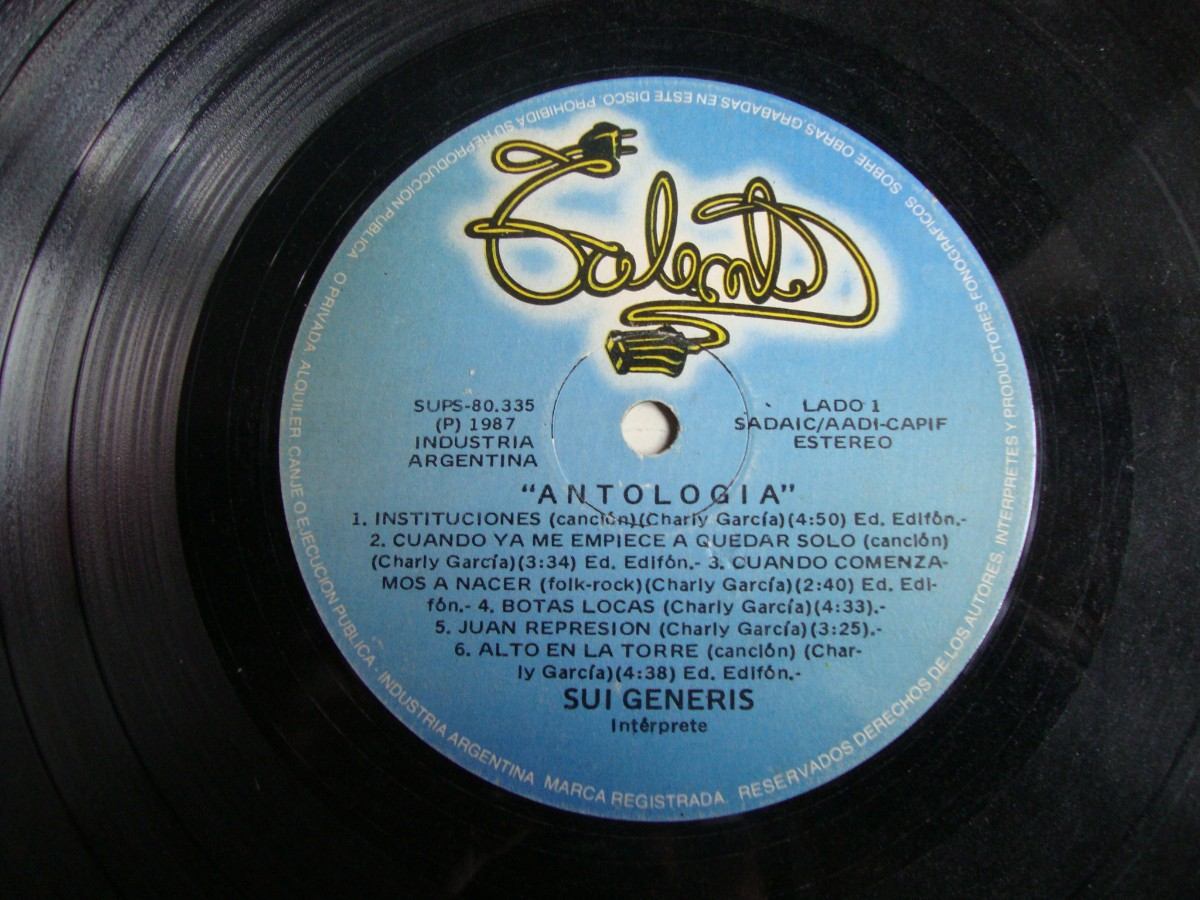 Talent
SUPS-80.335
(P) 1987
INDUSTRIA
ARGENTINA
LADO 1
SADAIC/AADI-CAPIF
ESTEREO
"ANTOLOGIA"
1. INSTITUCIONES (canción)(Charly García)(4:50) Ed. Edifón.-
2. CUANDO YA ME EMPIECE A QUEDAR SOLO (canción)
(Charly García)(3:34) Ed. Edifón.- 3. CUANDO COMENZA-
MOS A NACER (folk-rock)(Charly García)(2:40) Ed. Edi-
fón.- 4. BOTAS LOCAS (Charly García)(4:33).-
5. JUAN REPRESION (Charly García)(3:25).-
6. ALTO EN LA TORRE (canción) (Char-
ly García)(4:38) Ed. Edifón.-
SUI GENERIS
Intérprete
INDUSTRIA ARGENTINA MARCA REGISTRADA. RESERVADOS DERECHOS DE LOS AUTORES, INTERPRETES Y PRODUCTORES FONOGRAFICOS SOBRE OBRAS GRABADAS EN ESTE DISCO. PROHIBIDA SU REPRODUCCION PUBLICA O PRIVADA ALQUILER CANJE O EJECUCION PUBLICA -